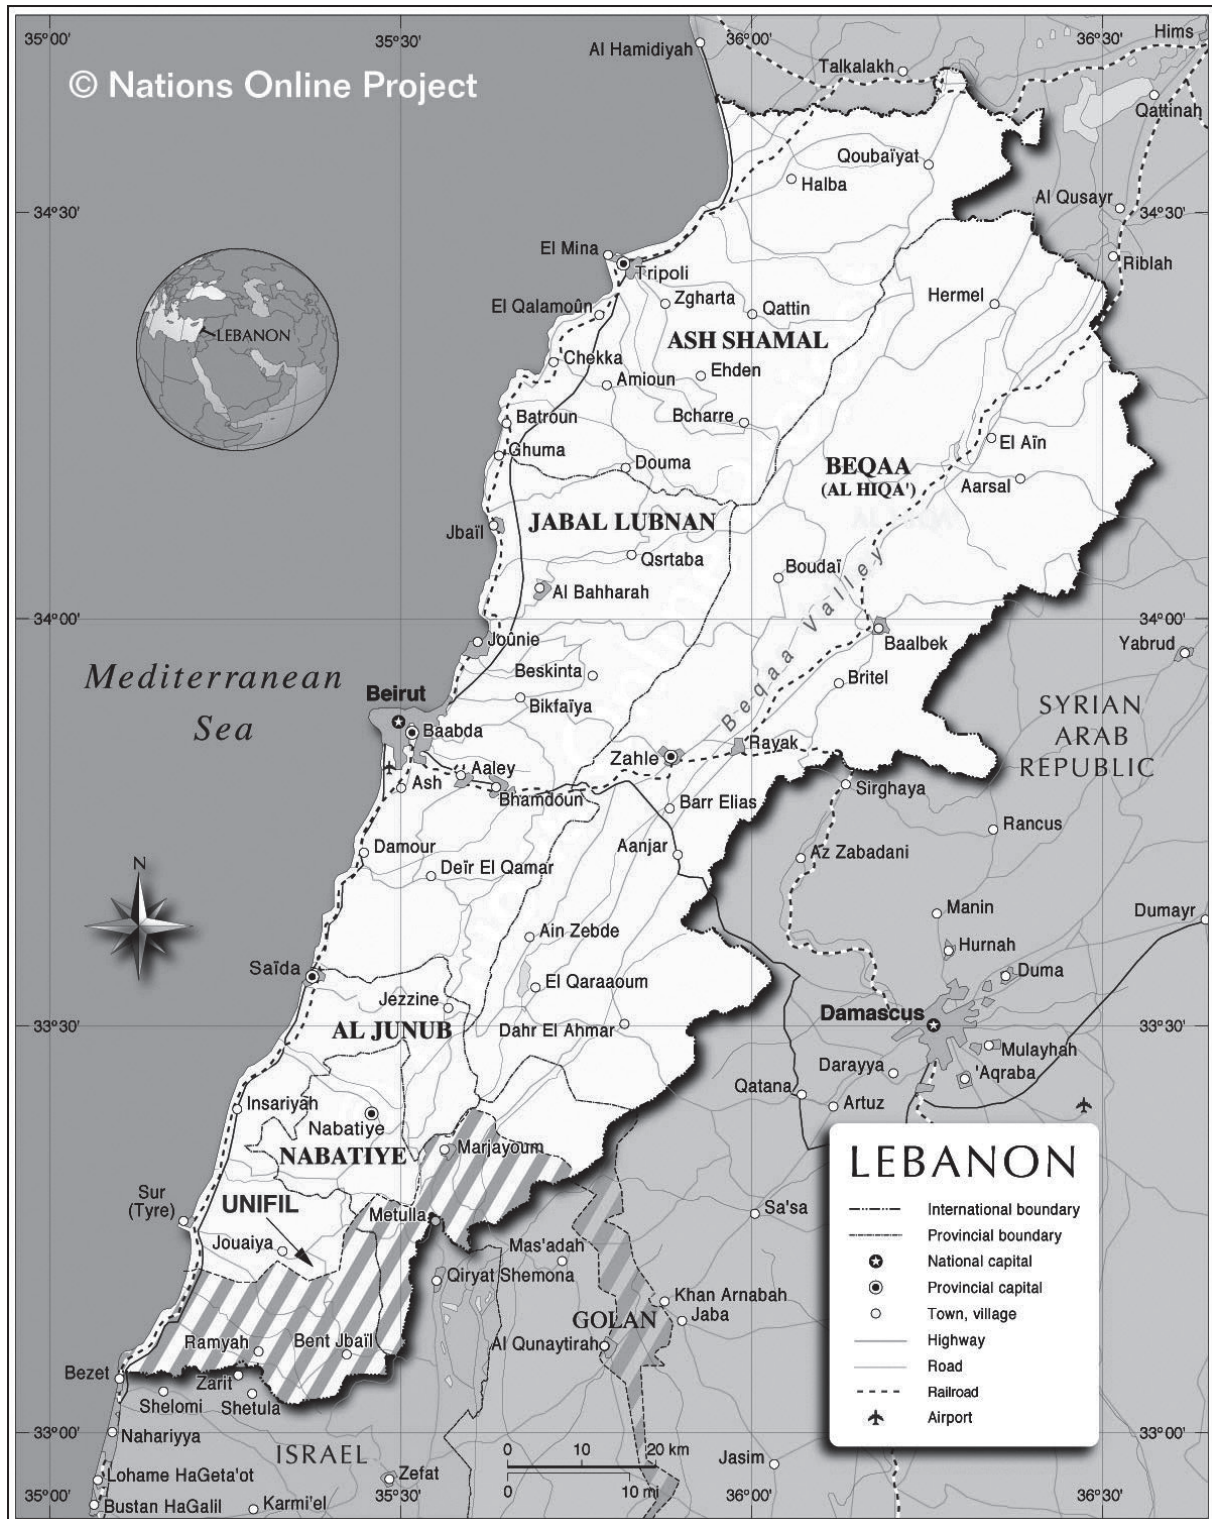 35°00'
35°30'
36°00'
36°30'
Hims
Al Hamidiyah
Talkalakh
© Nations Online Project
Qattinah
Qoubaïyat
Halba
Al Qusayr
34°30'
34°30'
El Mina
Tripoli
Riblah
Zgharta
Qattin
Hermel
El Qalamoûn
LEBANON
ASH SHAMAL
Chekka
Ehden
Amioun
Batroun
Bcharre
Ghuma
El Aïn
Douma
BEQAA
(AL HIQA')
Aarsal
JABAL LUBNAN
Jbaïl
Qsrtaba
Boudaï
Al Bahharah
Beqaa Valley
34°00'
34°00'
Joûnie
Baalbek
Yabrud
Mediterranean
Sea
Beskinta
Beirut
Britel
Bikfaïya
SYRIAN
ARAB
REPUBLIC
Baabda
Rayak
Zahle
Aaley
Ash
Bhamdoun
Sirghaya
Barr Elias
Rancus
Damour
Aanjar
Az Zabadani
Deïr El Qamar
N
Manin
Dumayr
Ain Zebde
Hurnah
Saïda
Duma
El Qaraaoum
Jezzine
Damascus
33°50'
33°50'
AL JUNUB
Dahr El Ahmar
Mulayhah
Darayya
'Aqraba
Qatana
Artuz
Insariyah
Nabatiye
NABATIYE
Marjayoum
LEBANON
International boundary
Provincial boundary
National capital
Provincial capital
Town, village
Highway
Road
Railroad
Airport
Sur
(Tyre)
UNIFIL
Metulla
Sa'sa
Jouaiya
Mas'adah
Qiryat Shemona
Khan Arnabah
GOLAN
Jaba
Ramyah
Bent Jbaïl
Al Qunaytirah
Bezet
Zarit
Shelomi
Shetula
Nahariyya
33°00'
33°00'
ISRAEL
0 10 20 km
0 10 mi
Jasim
Lohame HaGeta'ot
Zefat
35°00'
Bustan HaGalil
Karmi'el
35°30'
36°00'
36°30'